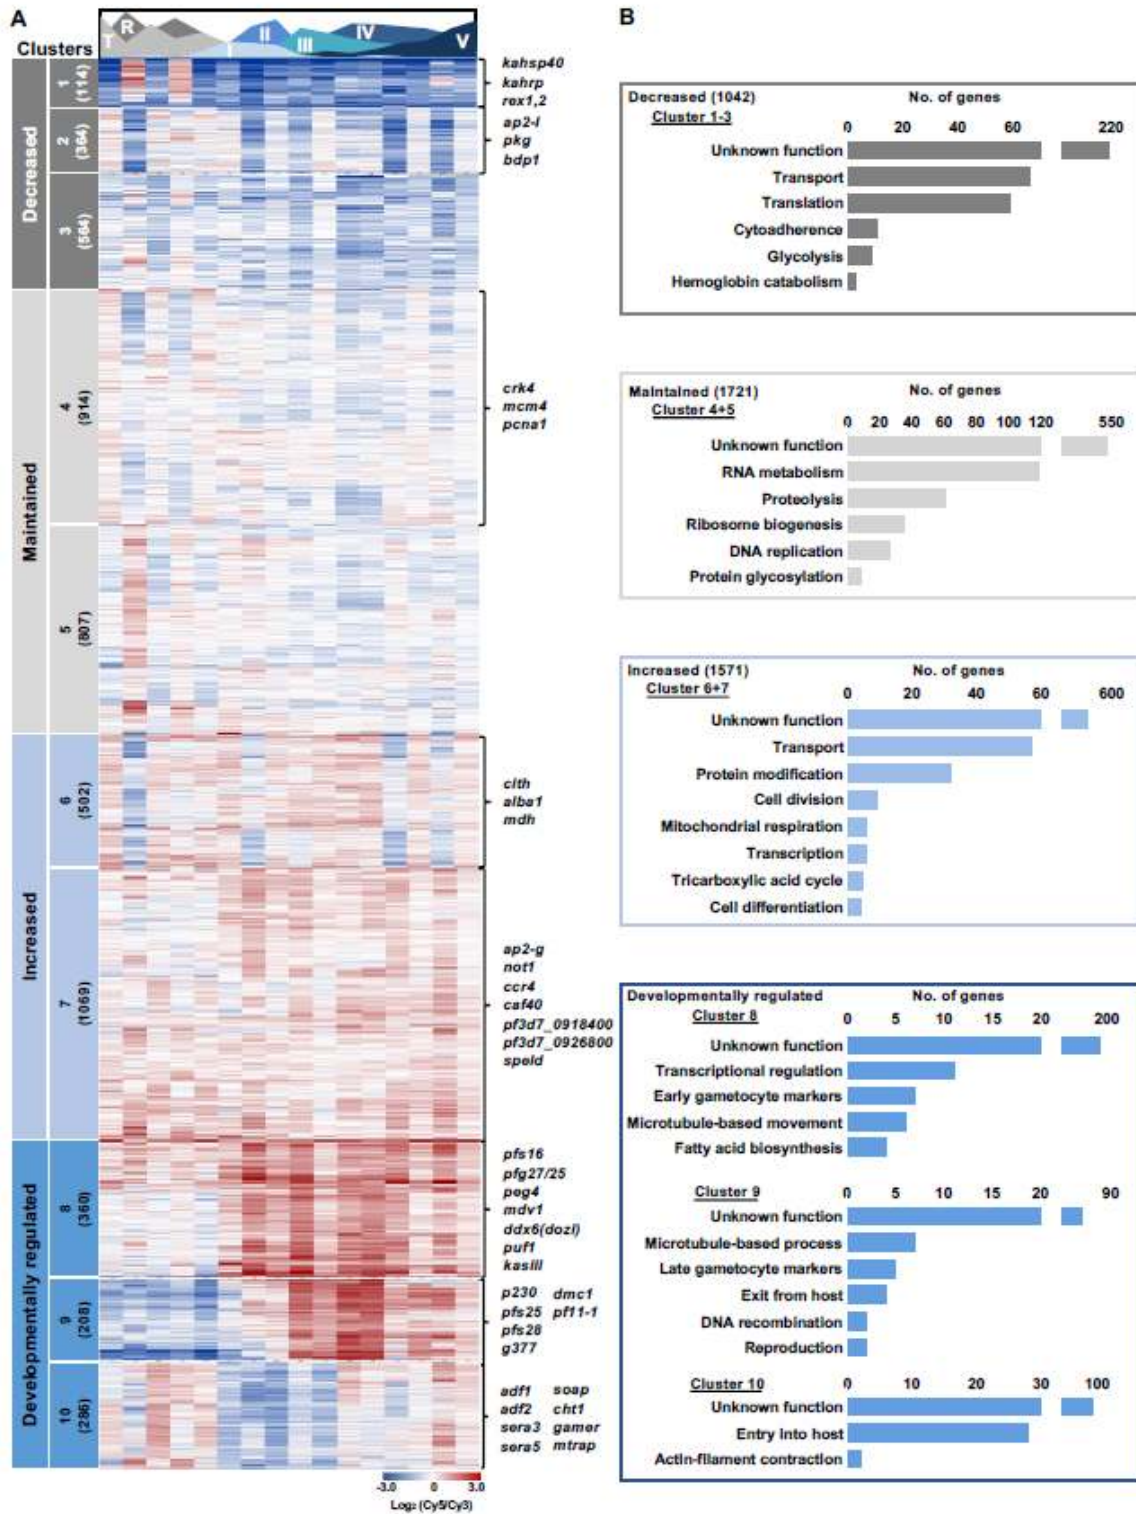 A
T R I II III IV V
Clusters
Decreased
1
(114)
2
(364)
3
(564)
Maintained
4
(914)
5
(807)
Increased
6
(502)
7
(1069)
Developmentally regulated
8
(360)
9
(208)
10
(286)
kahsp40
kahrp
rex1,2
ap2-l
pkg
bdp1
crk4
mcm4
pcna1
cith
alba1
mdh
ap2-g
not1
ccr4
caf40
pf3d7_0918400
pf3d7_0926800
speld
pfs16
pfg27/25
peg4
mdv1
ddx6(dozi)
puf1
kasIII
p230 dmc1
pfs25 pf11-1
pfs28
g377
adf1 soap
adf2 cht1
sera3 gamer
sera5 mtrap
-3.0 0 3.0
Log₂ (Cy5/Cy3)
B
Decreased (1042) No. of genes
Cluster 1-3
0 20 40 60 220
Unknown function
Transport
Translation
Cytoadherence
Glycolysis
Hemoglobin catabolism
Maintained (1721) No. of genes
Cluster 4+5
0 20 40 60 80 100 120 550
Unknown function
RNA metabolism
Proteolysis
Ribosome biogenesis
DNA replication
Protein glycosylation
Increased (1571) No. of genes
Cluster 6+7
0 20 40 60 600
Unknown function
Transport
Protein modification
Cell division
Mitochondrial respiration
Transcription
Tricarboxylic acid cycle
Cell differentiation
Developmentally regulated No. of genes
Cluster 8
0 5 10 15 20 200
Unknown function
Transcriptional regulation
Early gametocyte markers
Microtubule-based movement
Fatty acid biosynthesis
Cluster 9
0 5 10 15 20 90
Unknown function
Microtubule-based process
Late gametocyte markers
Exit from host
DNA recombination
Reproduction
Cluster 10
0 10 20 30 100
Unknown function
Entry into host
Actin-filament contraction